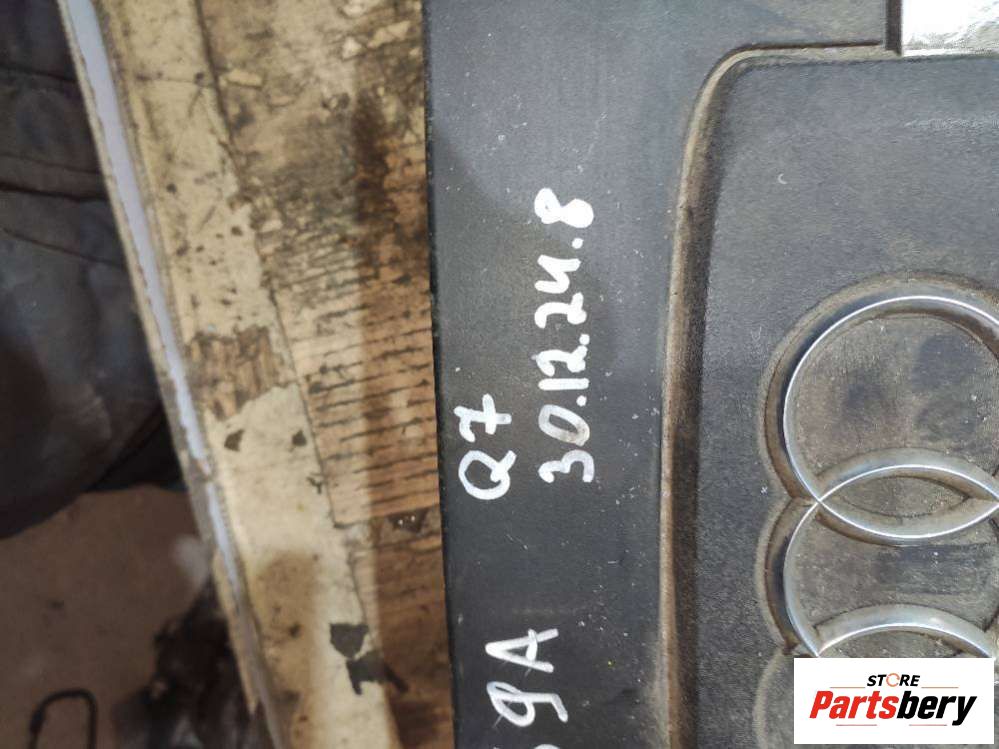 Q7
30.12.24.8
9A
STORE
Partsbery